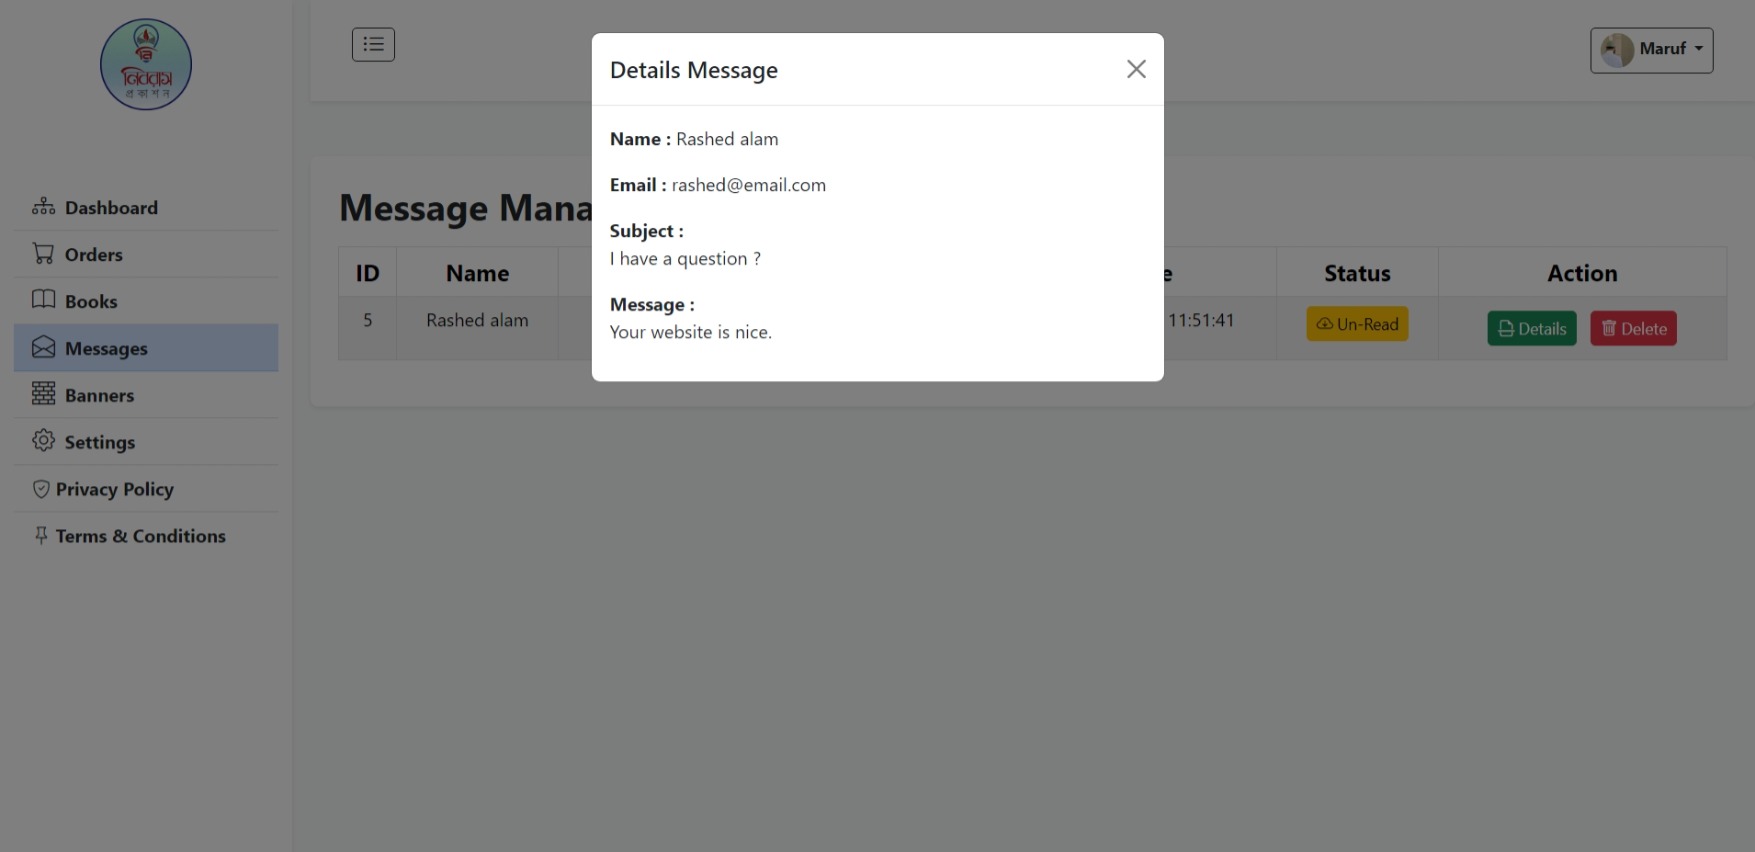 প্রকাশন
Maruf
Details Message
Name : Rashed alam
Email : rashed@email.com
Subject :
I have a question ?
Message :
Your website is nice.
Dashboard
Orders
Books
Messages
Banners
Settings
Privacy Policy
Terms & Conditions
Message Mana
ID Name e Status Action
5 Rashed alam 11:51:41 Un-Read Details Delete